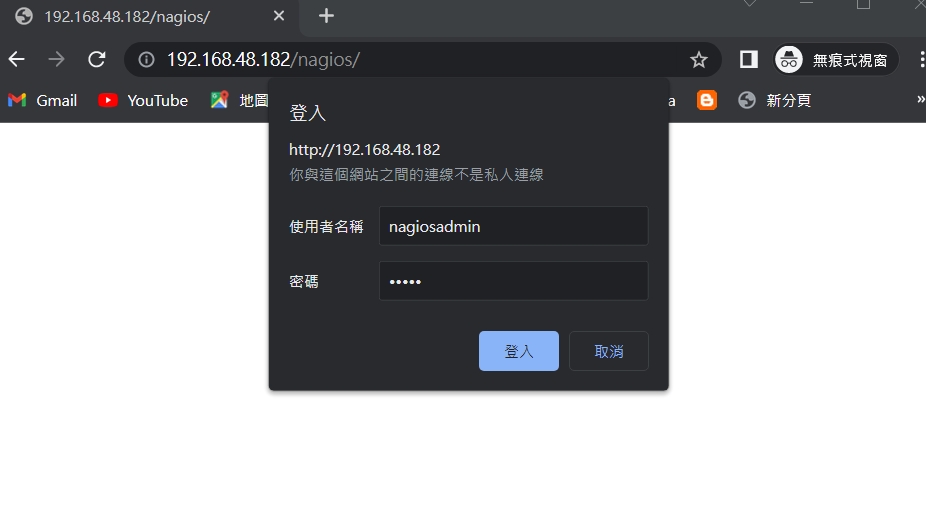 192.168.48.182/nagios/
192.168.48.182/nagios/
無痕式視窗
Gmail
YouTube
地圖
a
新分頁
»
登入
http://192.168.48.182
你與這個網站之間的連線不是私人連線
使用者名稱
nagiosadmin
密碼
•••••
登入
取消